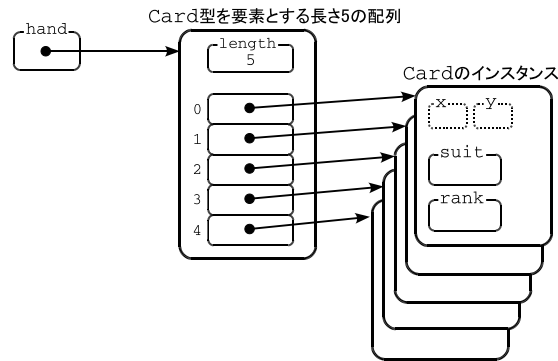 Card型を要素とする長さ5の配列
hand
length
5
Cardのインスタンス
0
1
2
3
4
x
y
suit
rank